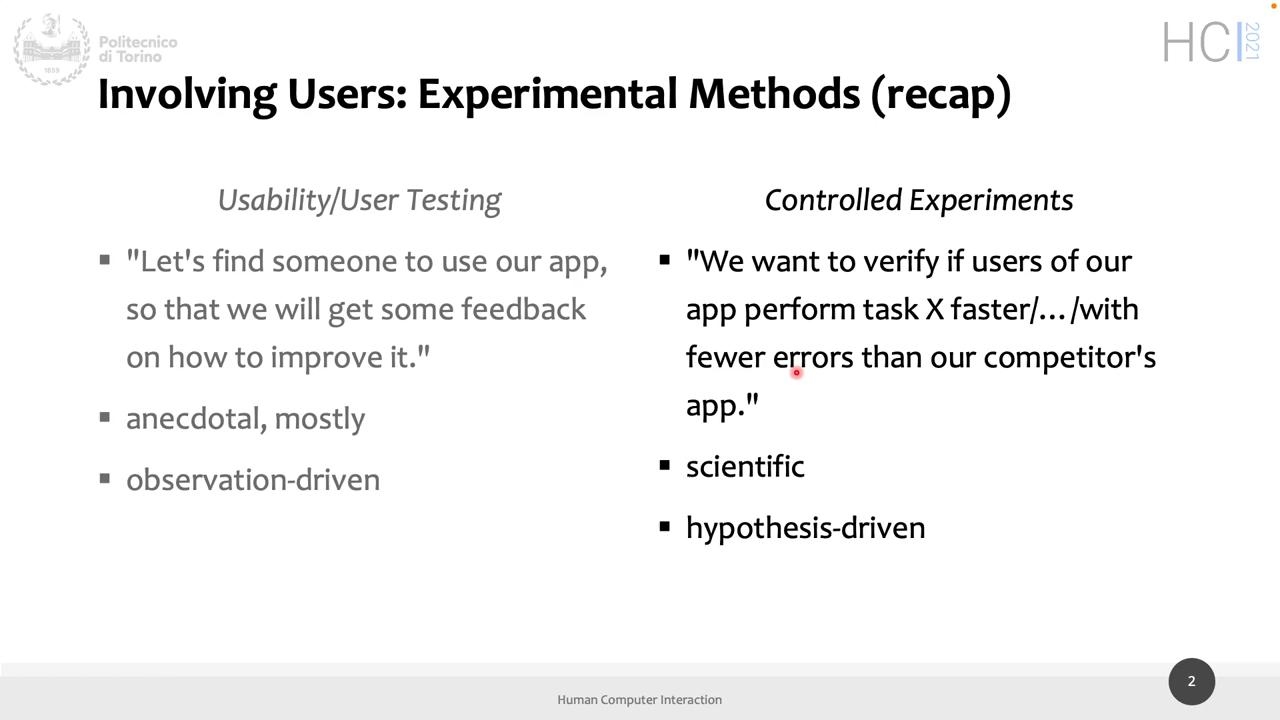 Politecnico
di Torino
1859
HCI 2021
Involving Users: Experimental Methods (recap)
Usability/User Testing
▪ "Let's find someone to use our app,
so that we will get some feedback
on how to improve it."
▪ anecdotal, mostly
▪ observation-driven
Controlled Experiments
▪ "We want to verify if users of our
app perform task X faster/… /with
fewer errors than our competitor's
app."
▪ scientific
▪ hypothesis-driven
Human Computer Interaction
2